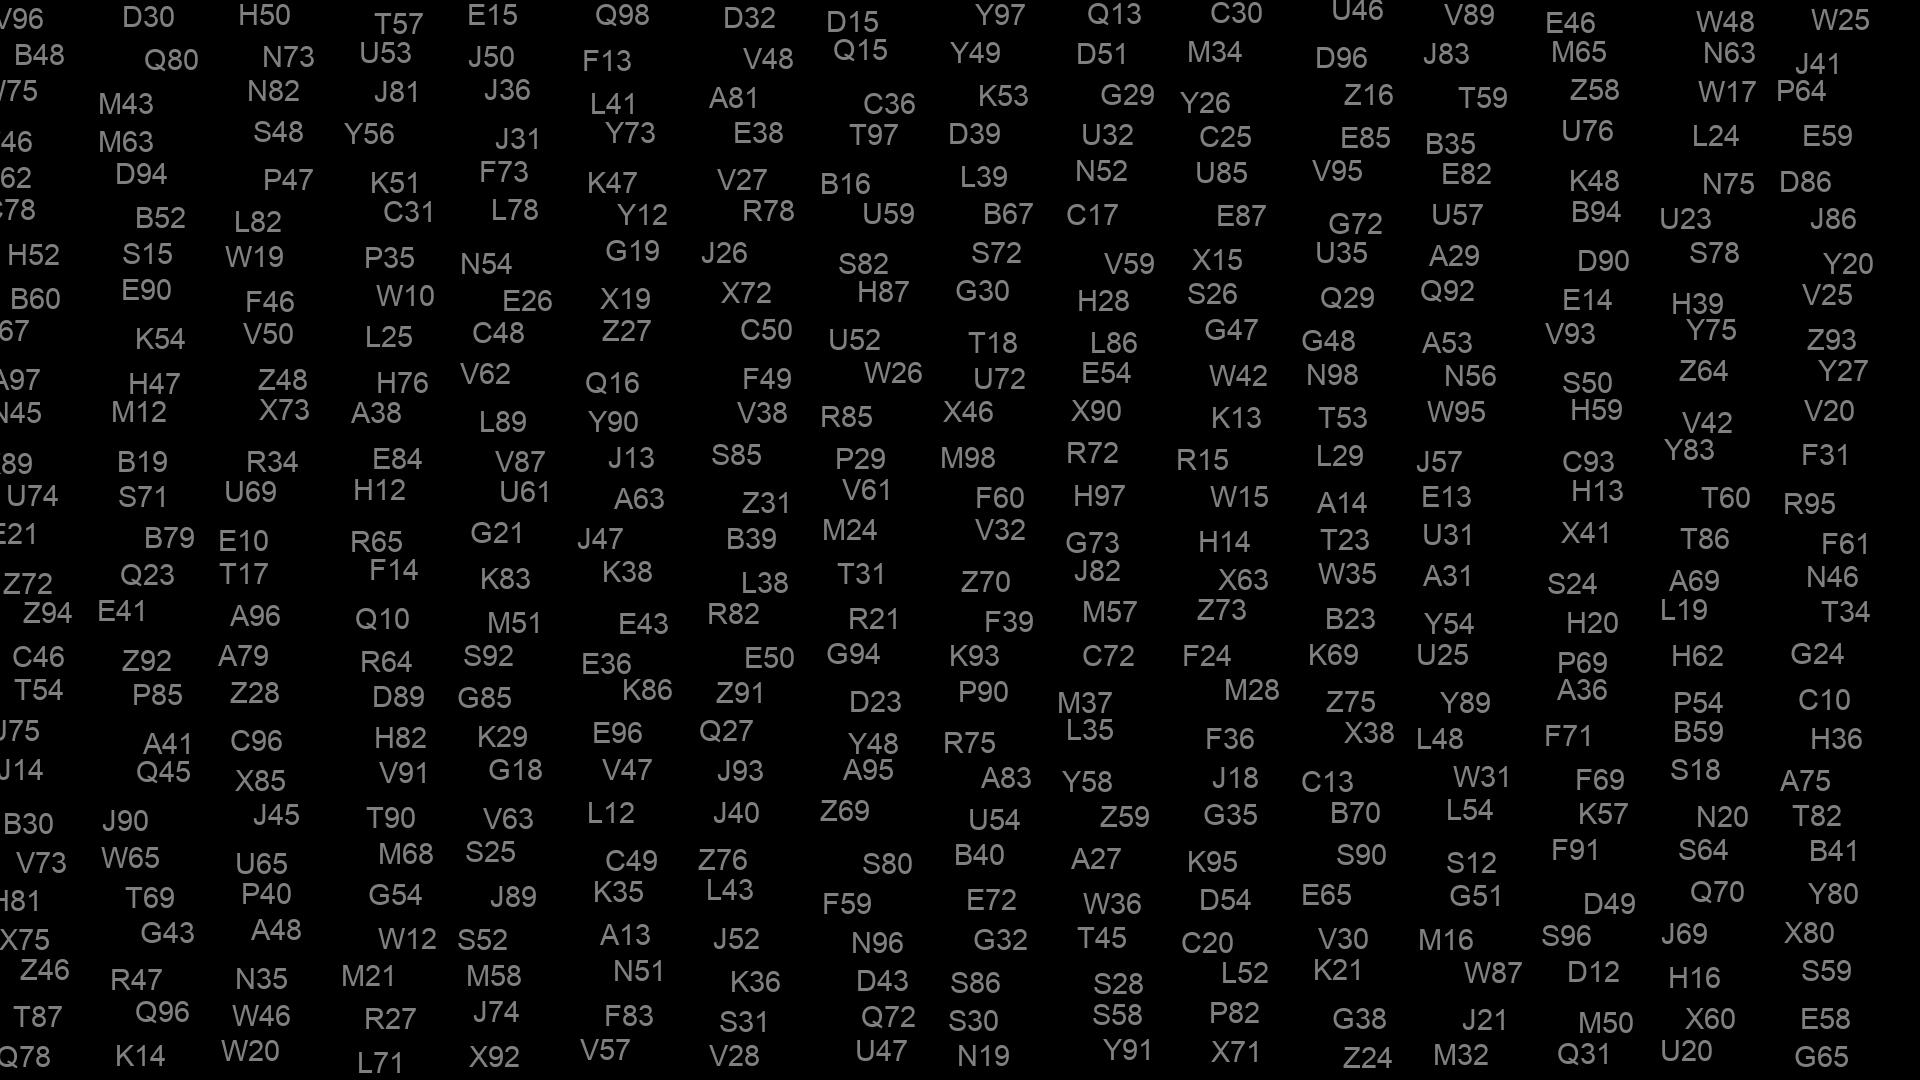 V96 D30 H50 T57 E15 Q98 D32 D15 Y97 Q13 C30 U46 V89 E46 W48 W25
B48 Q80 N73 U53 J50 F13 V48 Q15 Y49 D51 M34 D96 J83 M65 N63 J41
M43 N82 J81 J36 L41 A81 C36 K53 G29 Y26 Z16 T59 Z58 W17 P64
M63 S48 Y56 J31 Y73 E38 T97 D39 U32 C25 E85 B35 U76 L24 E59
D94 P47 K51 F73 K47 V27 B16 L39 N52 U85 V95 E82 K48 N75 D86
B52 L82 C31 L78 Y12 R78 U59 B67 C17 E87 G72 U57 B94 U23 J86
H52 S15 W19 P35 N54 G19 J26 S82 S72 V59 X15 U35 A29 D90 S78 Y20
B60 E90 F46 W10 E26 X19 X72 H87 G30 H28 S26 Q29 Q92 E14 H39 V25
K54 V50 L25 C48 Z27 C50 U52 T18 L86 G47 G48 A53 V93 Y75 Z93
A97 H47 Z48 H76 V62 Q16 F49 W26 U72 E54 W42 N98 N56 S50 Z64 Y27
N45 M12 X73 A38 L89 Y90 V38 R85 X46 X90 K13 T53 W95 H59 V42 V20
B19 R34 E84 V87 J13 S85 P29 M98 R72 R15 L29 J57 C93 Y83 F31
U74 S71 U69 H12 U61 A63 Z31 V61 F60 H97 W15 A14 E13 H13 T60 R95
E21 B79 E10 R65 G21 J47 B39 M24 V32 G73 H14 T23 U31 X41 T86 F61
Z72 Q23 T17 F14 K83 K38 L38 T31 Z70 J82 X63 W35 A31 S24 A69 N46
Z94 E41 A96 Q10 M51 E43 R82 R21 F39 M57 Z73 B23 Y54 H20 L19 T34
C46 Z92 A79 R64 S92 E36 E50 G94 K93 C72 F24 K69 U25 P69 H62 G24
T54 P85 Z28 D89 G85 K86 Z91 D23 P90 M37 M28 Z75 Y89 A36 P54 C10
J75 A41 C96 H82 K29 E96 Q27 Y48 R75 L35 F36 X38 L48 F71 B59 H36
J14 Q45 X85 V91 G18 V47 J93 A95 A83 Y58 J18 C13 W31 F69 S18 A75
B30 J90 J45 T90 V63 L12 J40 Z69 U54 Z59 G35 B70 L54 K57 N20 T82
V73 W65 U65 M68 S25 C49 Z76 S80 B40 A27 K95 S90 S12 F91 S64 B41
H81 T69 P40 G54 J89 K35 L43 F59 E72 W36 D54 E65 G51 D49 Q70 Y80
X75 G43 A48 W12 S52 A13 J52 N96 G32 T45 C20 V30 M16 S96 J69 X80
Z46 R47 N35 M21 M58 N51 K36 D43 S86 S28 L52 K21 W87 D12 H16 S59
T87 Q96 W46 R27 J74 F83 S31 Q72 S30 S58 P82 G38 J21 M50 X60 E58
Q78 K14 W20 L71 X92 V57 V28 U47 N19 Y91 X71 Z24 M32 Q31 U20 G65